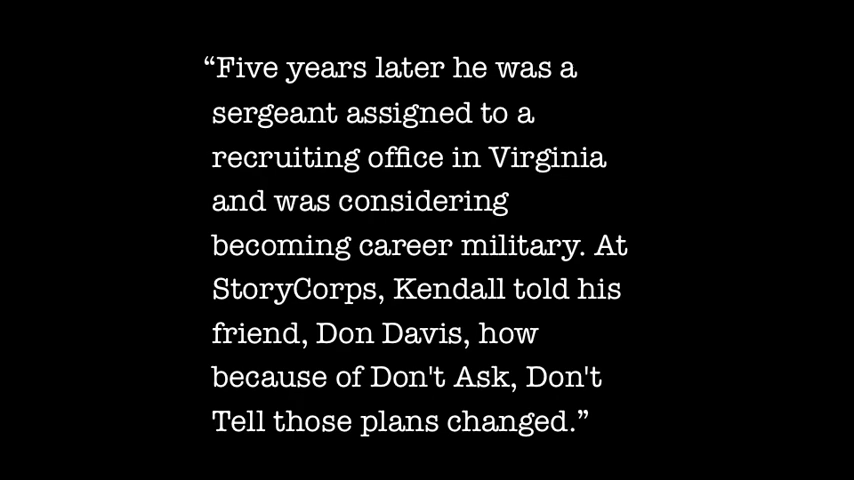 “Five years later he was a
sergeant assigned to a
recruiting office in Virginia
and was considering
becoming career military. At
StoryCorps, Kendall told his
friend, Don Davis, how
because of Don't Ask, Don't
Tell those plans changed.”